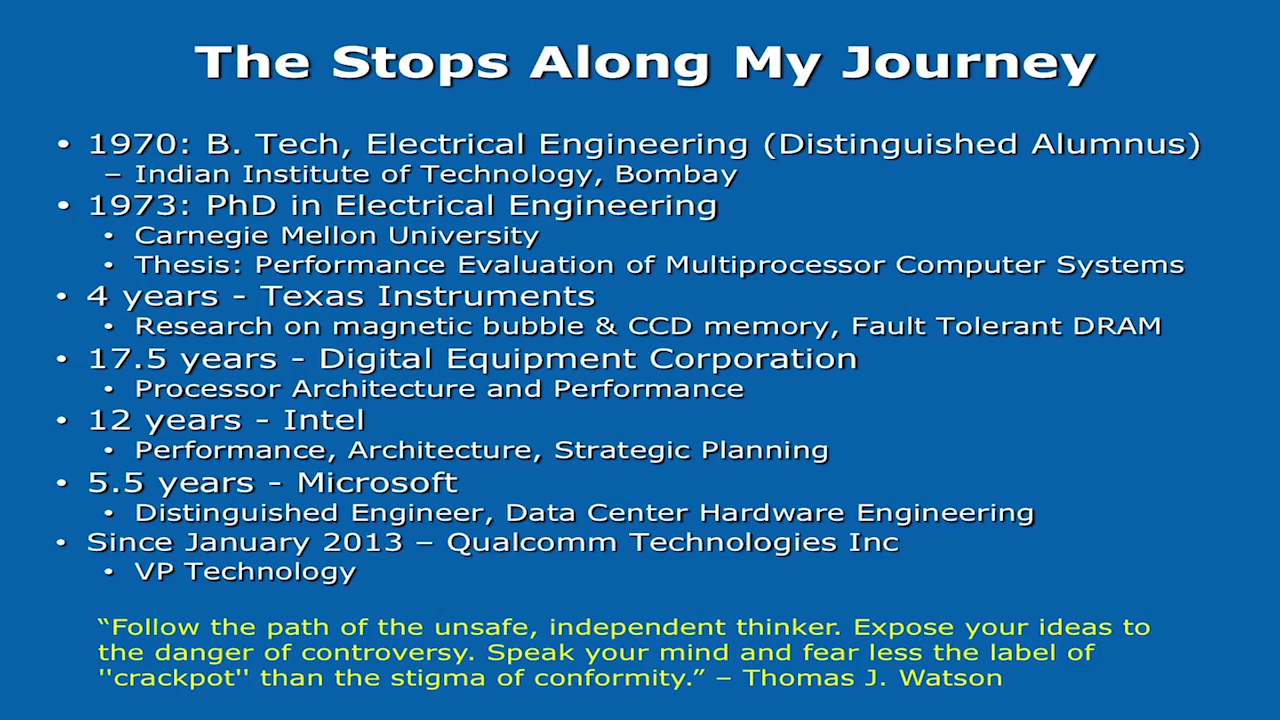 The Stops Along My Journey
• 1970: B. Tech, Electrical Engineering (Distinguished Alumnus)
– Indian Institute of Technology, Bombay
• 1973: PhD in Electrical Engineering
• Carnegie Mellon University
• Thesis: Performance Evaluation of Multiprocessor Computer Systems
• 4 years - Texas Instruments
• Research on magnetic bubble & CCD memory, Fault Tolerant DRAM
• 17.5 years - Digital Equipment Corporation
• Processor Architecture and Performance
• 12 years - Intel
• Performance, Architecture, Strategic Planning
• 5.5 years - Microsoft
• Distinguished Engineer, Data Center Hardware Engineering
• Since January 2013 – Qualcomm Technologies Inc
• VP Technology
“Follow the path of the unsafe, independent thinker. Expose your ideas to
the danger of controversy. Speak your mind and fear less the label of
''crackpot'' than the stigma of conformity.” – Thomas J. Watson